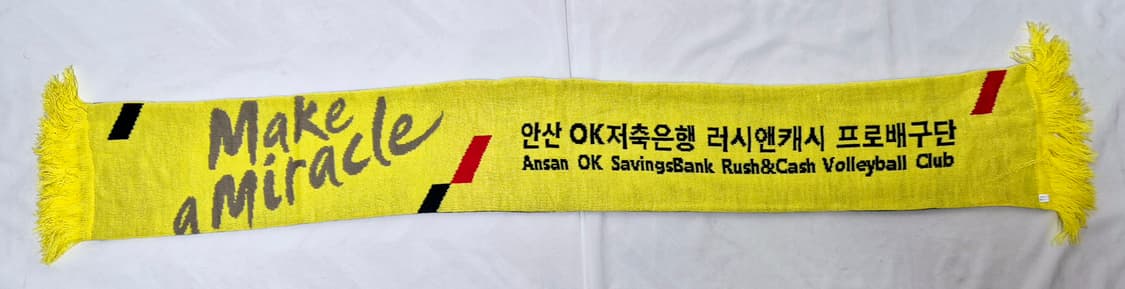 Make
a Miracle
안산 OK저축은행 러시앤캐시 프로배구단
Ansan OK SavingsBank Rush&Cash Volleyball Club